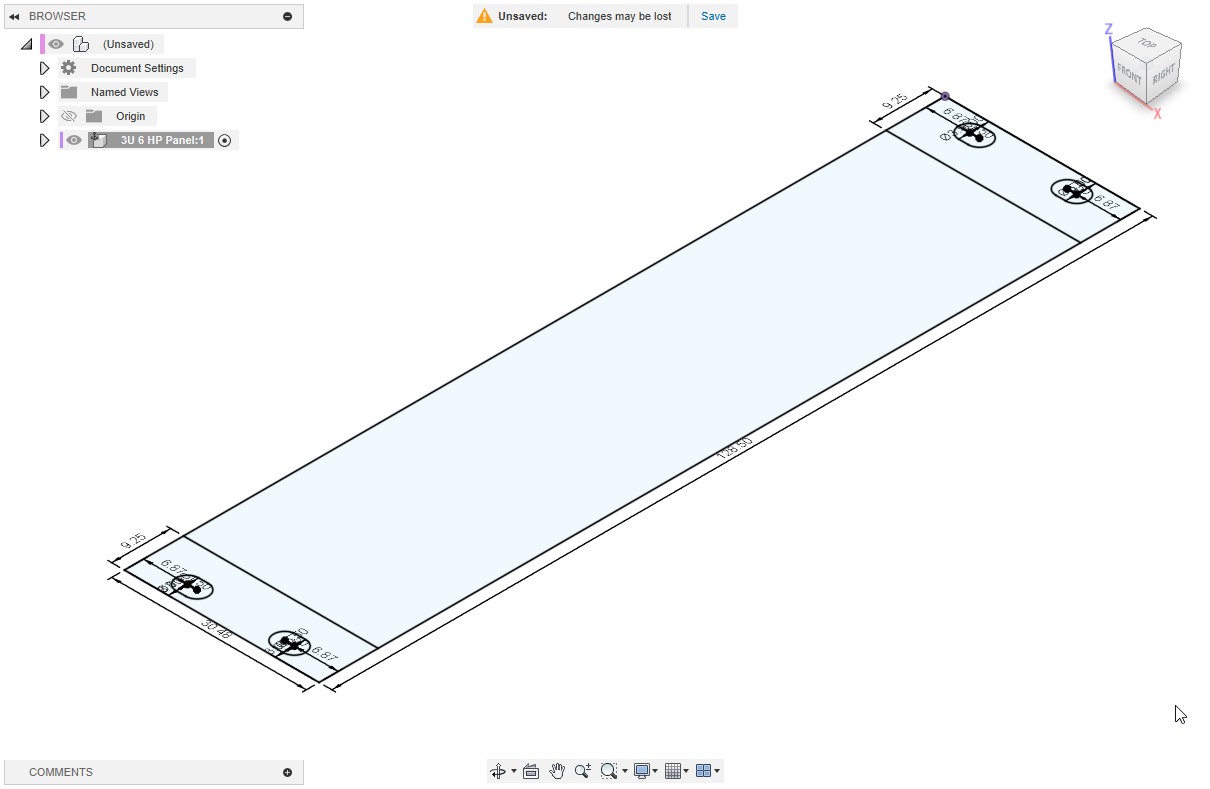 BROWSER
Unsaved: Changes may be lost Save
(Unsaved)
Document Settings
Named Views
Origin
3U 6 HP Panel:1
Z
TOP
FRONT
RIGHT
X
9.25
6.87
6.87
128.50
9.25
6.87
30.48
6.87
COMMENTS